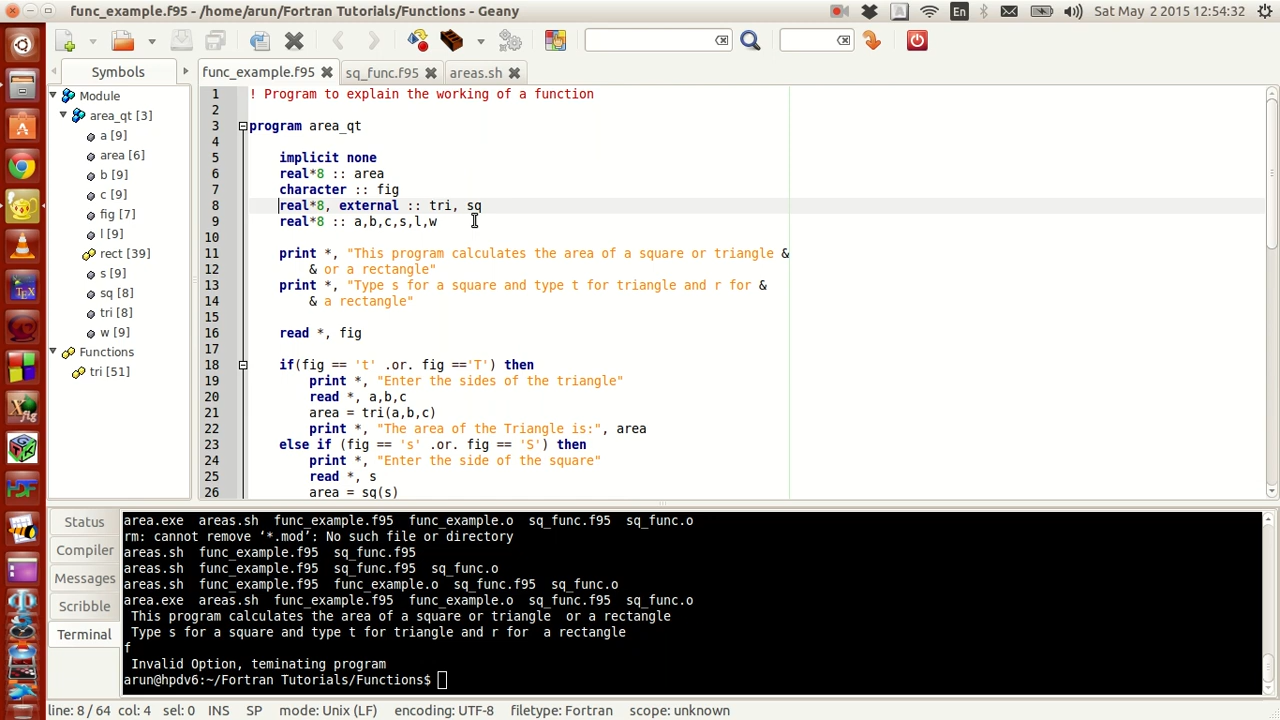 func_example.f95 - /home/arun/Fortran Tutorials/Functions - Geany
En
Sat May 2 2015 12:54:32
Symbols
func_example.f95
sq_func.f95
areas.sh
Module
area_qt [3]
a [9]
area [6]
b [9]
c [9]
fig [7]
l [9]
rect [39]
s [9]
sq [8]
tri [8]
w [9]
Functions
tri [51]
1 ! Program to explain the working of a function
2
3 program area_qt
4
5 implicit none
6 real*8 :: area
7 character :: fig
8 real*8, external :: tri, sq
9 real*8 :: a,b,c,s,l,w
10
11 print *, "This program calculates the area of a square or triangle &
12 & or a rectangle"
13 print *, "Type s for a square and type t for triangle and r for &
14 & a rectangle"
15
16 read *, fig
17
18 if(fig == 't' .or. fig =='T') then
19 print *, "Enter the sides of the triangle"
20 read *, a,b,c
21 area = tri(a,b,c)
22 print *, "The area of the Triangle is:", area
23 else if (fig == 's' .or. fig == 'S') then
24 print *, "Enter the side of the square"
25 read *, s
26 area = sq(s)
Status
Compiler
Messages
Scribble
Terminal
area.exe areas.sh func_example.f95 func_example.o sq_func.f95 sq_func.o
rm: cannot remove ‘*.mod’: No such file or directory
areas.sh func_example.f95 sq_func.f95
areas.sh func_example.f95 sq_func.f95 sq_func.o
areas.sh func_example.f95 func_example.o sq_func.f95 sq_func.o
area.exe areas.sh func_example.f95 func_example.o sq_func.f95 sq_func.o
This program calculates the area of a square or triangle or a rectangle
Type s for a square and type t for triangle and r for a rectangle
f
Invalid Option, teminating program
arun@hpdv6:~/Fortran Tutorials/Functions$
line: 8 / 64 col: 4 sel: 0 INS SP mode: Unix (LF) encoding: UTF-8 filetype: Fortran scope: unknown